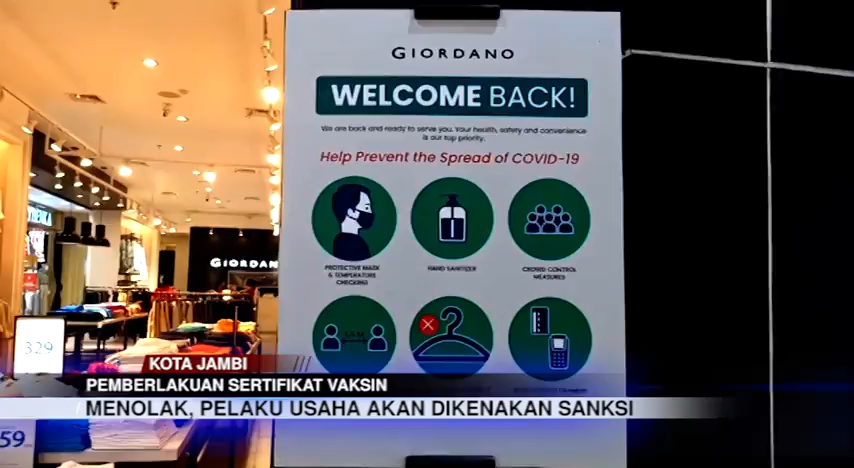 GIORDANO
WELCOME BACK!
We are back and ready to serve you. Your health, safety and convenience
is our top priority.
Help Prevent the Spread of COVID-19
PROTECTIVE MASK
& TEMPERATURE
CHECKING
HAND SANITIZER
CROWD CONTROL
MEASURES
GIORDAN
329
KOTA JAMBI
PEMBERLAKUAN SERTIFIKAT VAKSIN
MENOLAK, PELAKU USAHA AKAN DIKENAKAN SANKSI
59